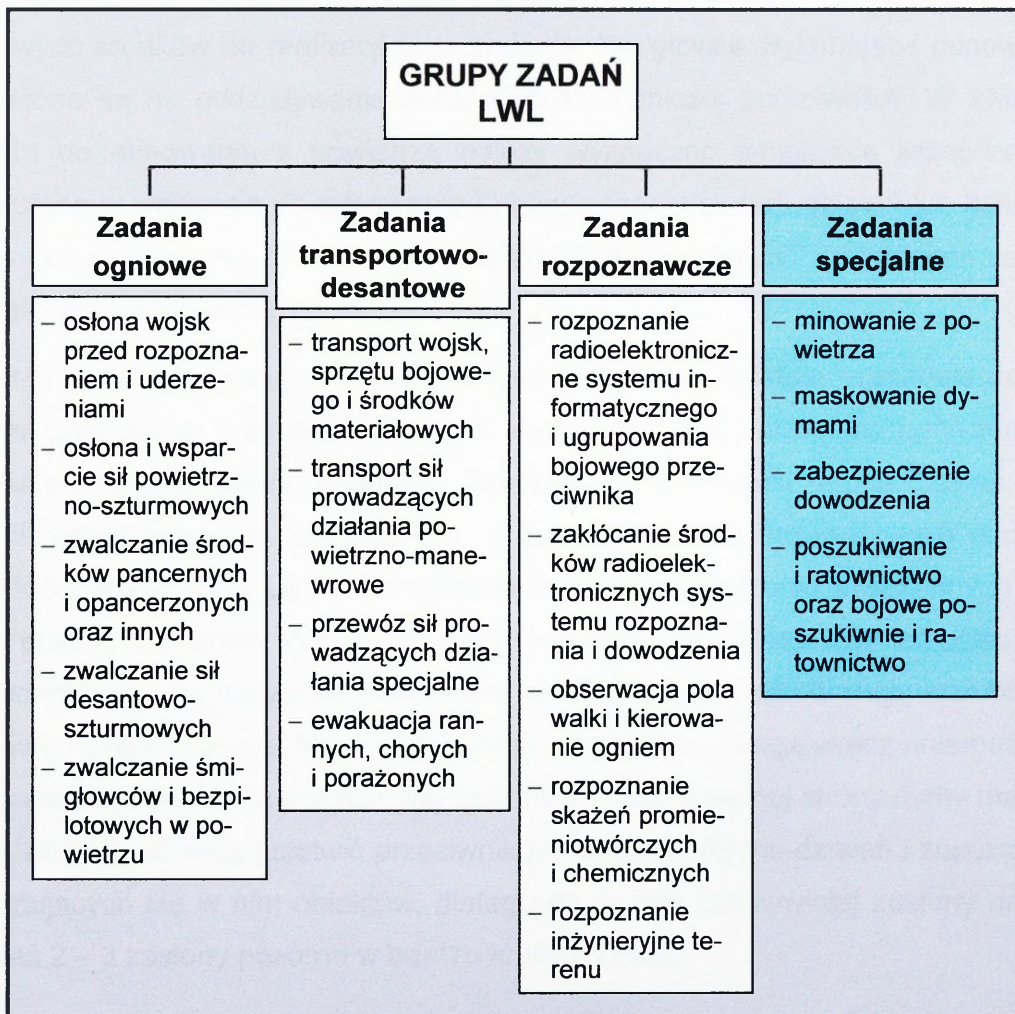 GRUPY ZADAŃ
LWL
Zadania
ogniowe
– osłona wojsk
przed rozpozna-
niem i uderze-
niami
– osłona i wspar-
cie sił powietrz-
no-szturmowych
– zwalczanie środ-
ków pancernych
i opancerzonych
oraz innych
– zwalczanie sił
desantowo-
szturmowych
– zwalczanie śmi-
głowców i bezpi-
lotowych w po-
wietrzu
Zadania
transportowo-
desantowe
– transport wojsk,
sprzętu bojowe-
go i środków
materiałowych
– transport sił
prowadzących
działania po-
wietrzno-manew-
rowe
– przewóz sił pro-
wadzących dzia-
łania specjalne
– ewakuacja ran-
nych, chorych
i porażonych
Zadania
rozpoznawcze
– rozpoznanie
radioelektronicz-
ne systemu in-
formatycznego
i ugrupowania
bojowego prze-
ciwnika
– zakłócanie środ-
ków radioelek-
tronicznych sys-
temu rozpozna-
nia i dowodzenia
– obserwacja pola
walki i kierowa-
nie ogniem
– rozpoznanie
skażeń promie-
niotwórczych
i chemicznych
– rozpoznanie
inżynieryjne te-
renu
Zadania
specjalne
– minowanie z po-
wietrza
– maskowanie dy-
mami
– zabezpieczenie
dowodzenia
– poszukiwanie
i ratownictwo
oraz bojowe po-
szukiwnie i ra-
townictwo